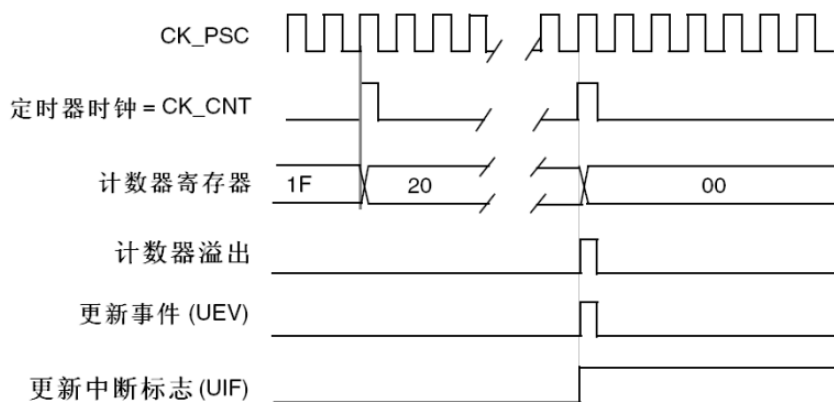 CK_PSC
定时器时钟 = CK_CNT
计数器寄存器 1F 20 00
计数器溢出
更新事件 (UEV)
更新中断标志 (UIF)